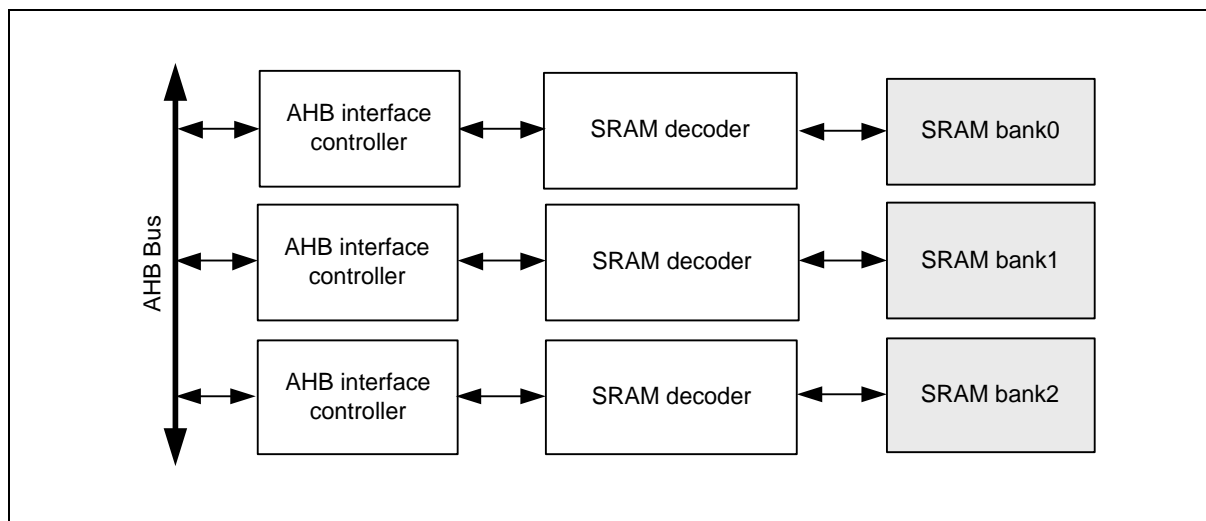 AHB Bus
AHB interface
controller
SRAM decoder
SRAM bank0
AHB interface
controller
SRAM decoder
SRAM bank1
AHB interface
controller
SRAM decoder
SRAM bank2